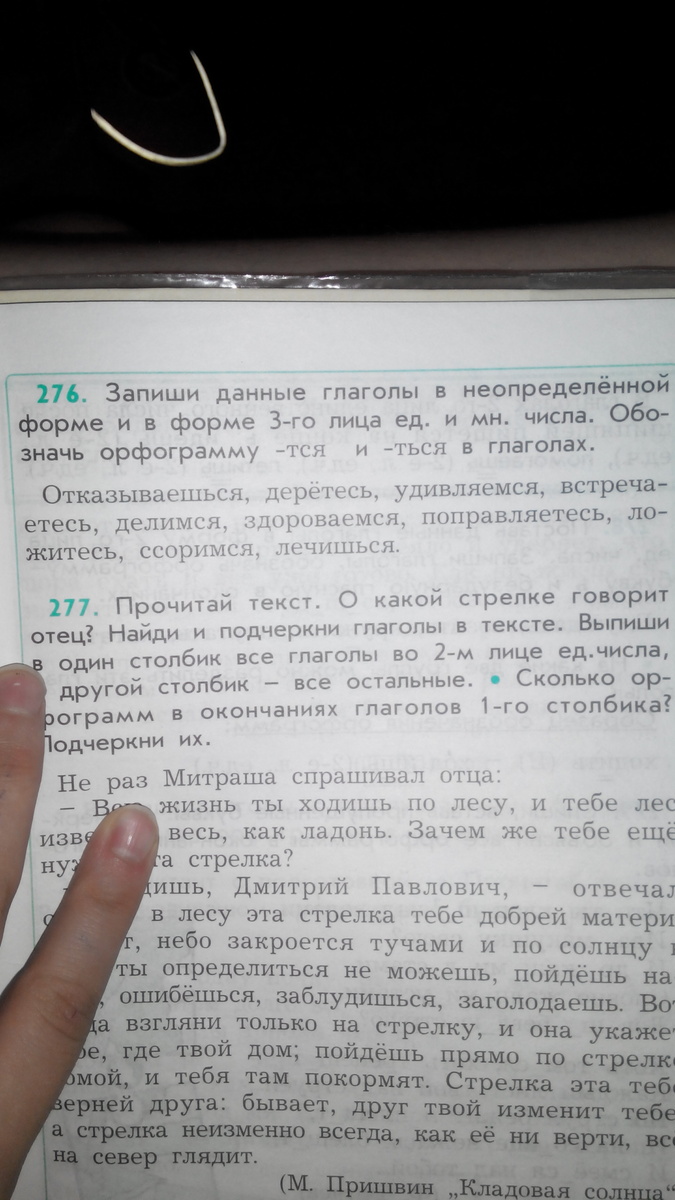 276. Запиши данные глаголы в неопределённой
форме и в форме 3-го лица ед. и мн. числа. Обо-
значь орфограмму -тся и -ться в глаголах.
Отказываешься, дерётесь, удивляемся, встреча-
етесь, делимся, здороваемся, поправляетесь, ло-
житесь, ссоримся, лечишься.
277. Прочитай текст. О какой стрелке говорит
отец? Найди и подчеркни глаголы в тексте. Выпиши
в один столбик все глаголы во 2-м лице ед.числа,
другой столбик – все остальные. • Сколько ор-
фограмм в окончаниях глаголов 1-го столбика?
Подчеркни их.
Не раз Митраша спрашивал отца:
– Всю жизнь ты ходишь по лесу, и тебе лес
весь, как ладонь. Зачем же тебе ещё
стрелка?
Дмитрий Павлович, – отвечал
в лесу эта стрелка тебе добрей матери
небо закроется тучами и по солнцу
ты определиться не можешь, пойдёшь на
ошибёшься, заблудишься, заголодаешь. Вот
взгляни только на стрелку, и она укажет
где твой дом; пойдёшь прямо по стрелке
домой, и тебя там покормят. Стрелка эта тебе
верней друга: бывает, друг твой изменит тебе
а стрелка неизменно всегда, как её ни верти, всё
на север глядит.
(М. Пришвин „Кладовая солнца“